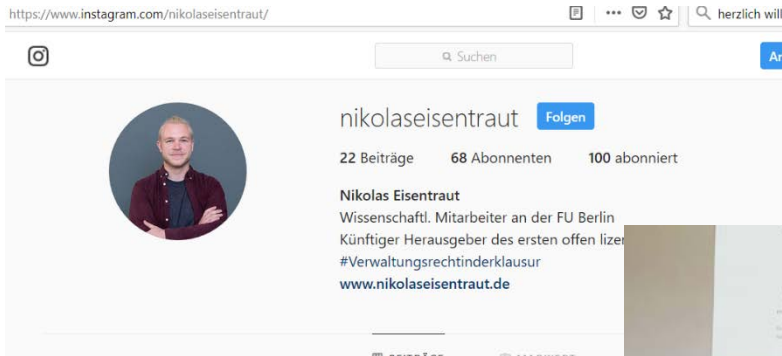 https://www.instagram.com/nikolaseisentraut/
herzlich will
Suchen
nikolaseisentraut Folgen
22 Beiträge 68 Abonnenten 100 abonniert
Nikolas Eisentraut
Wissenschaftl. Mitarbeiter an der FU Berlin
Künftiger Herausgeber des ersten offen lizer
#Verwaltungsrechtinderklausur
www.nikolaseisentraut.de